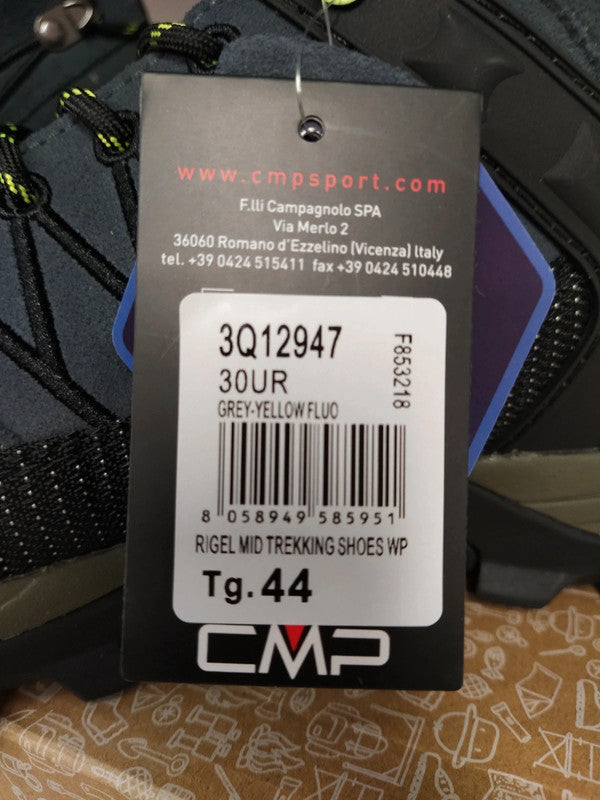 www.cmpsport.com
F.lli Campagnolo SPA
Via Merlo 2
36060 Romano d'Ezzelino (Vicenza) Italy
tel. +39 0424 515411 fax +39 0424 510448
3Q12947
30UR
GREY-YELLOW FLUO
F853218
8 058949 585951
RIGEL MID TREKKING SHOES WP
Tg. 44
CMP